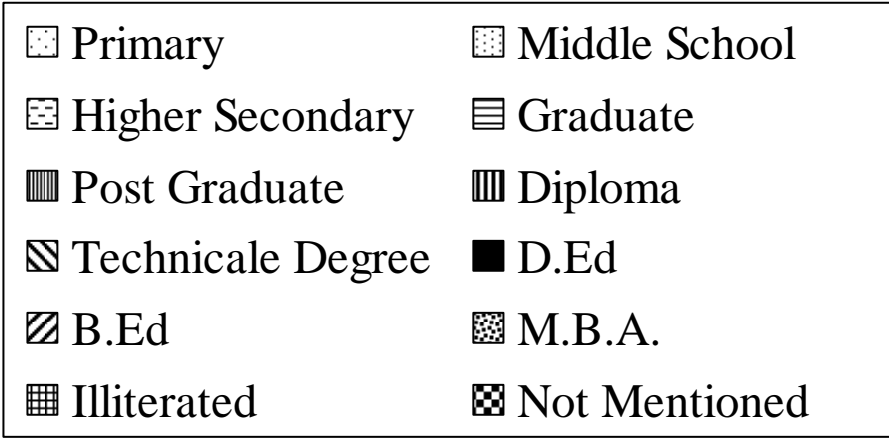 Primary Middle School
Higher Secondary Graduate
Post Graduate Diploma
Technicale Degree D.Ed
B.Ed M.B.A.
Illiterated Not Mentioned